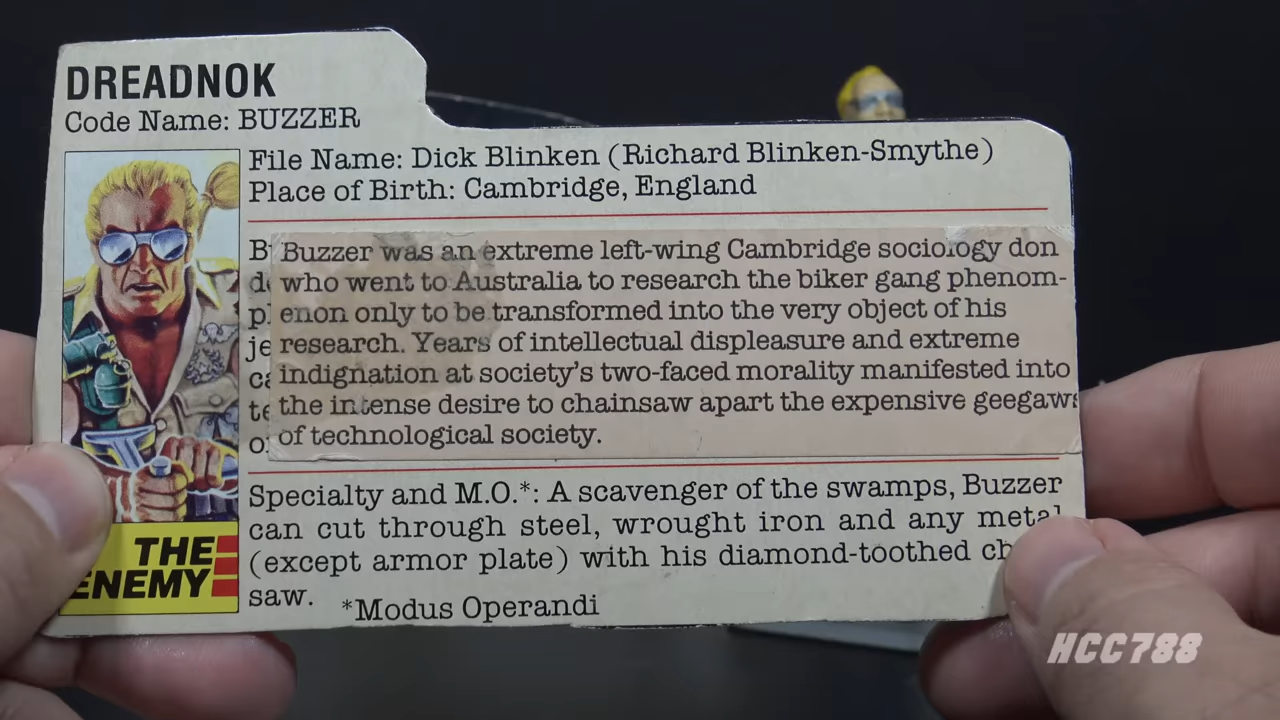 DREADNOK
Code Name: BUZZER
File Name: Dick Blinken (Richard Blinken-Smythe)
Place of Birth: Cambridge, England
Buzzer was an extreme left-wing Cambridge sociology don
who went to Australia to research the biker gang phenom-
enon only to be transformed into the very object of his
research. Years of intellectual displeasure and extreme
indignation at society's two-faced morality manifested into
the intense desire to chainsaw apart the expensive geegaws
of technological society.
Specialty and M.O.*: A scavenger of the swamps, Buzzer
can cut through steel, wrought iron and any metal
(except armor plate) with his diamond-toothed ch
saw.
*Modus Operandi
THE
ENEMY
HCC788